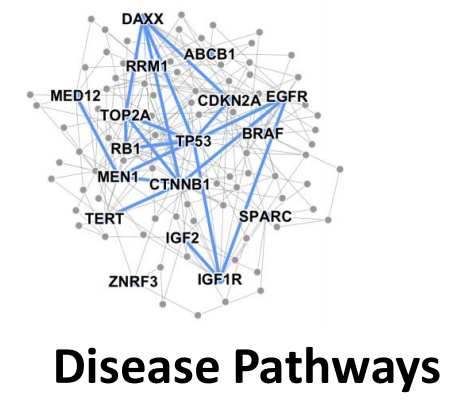 DAXX
ABCB1
RRM1
MED12
CDKN2A EGFR
TOP2A
BRAF
TP53
RB1
MEN1
CTNNB1
TERT
SPARC
IGF2
ZNRF3
IGF1R
Disease Pathways